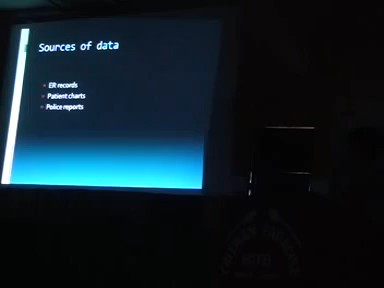 Sources of data
ER records
Patient charts
Police reports